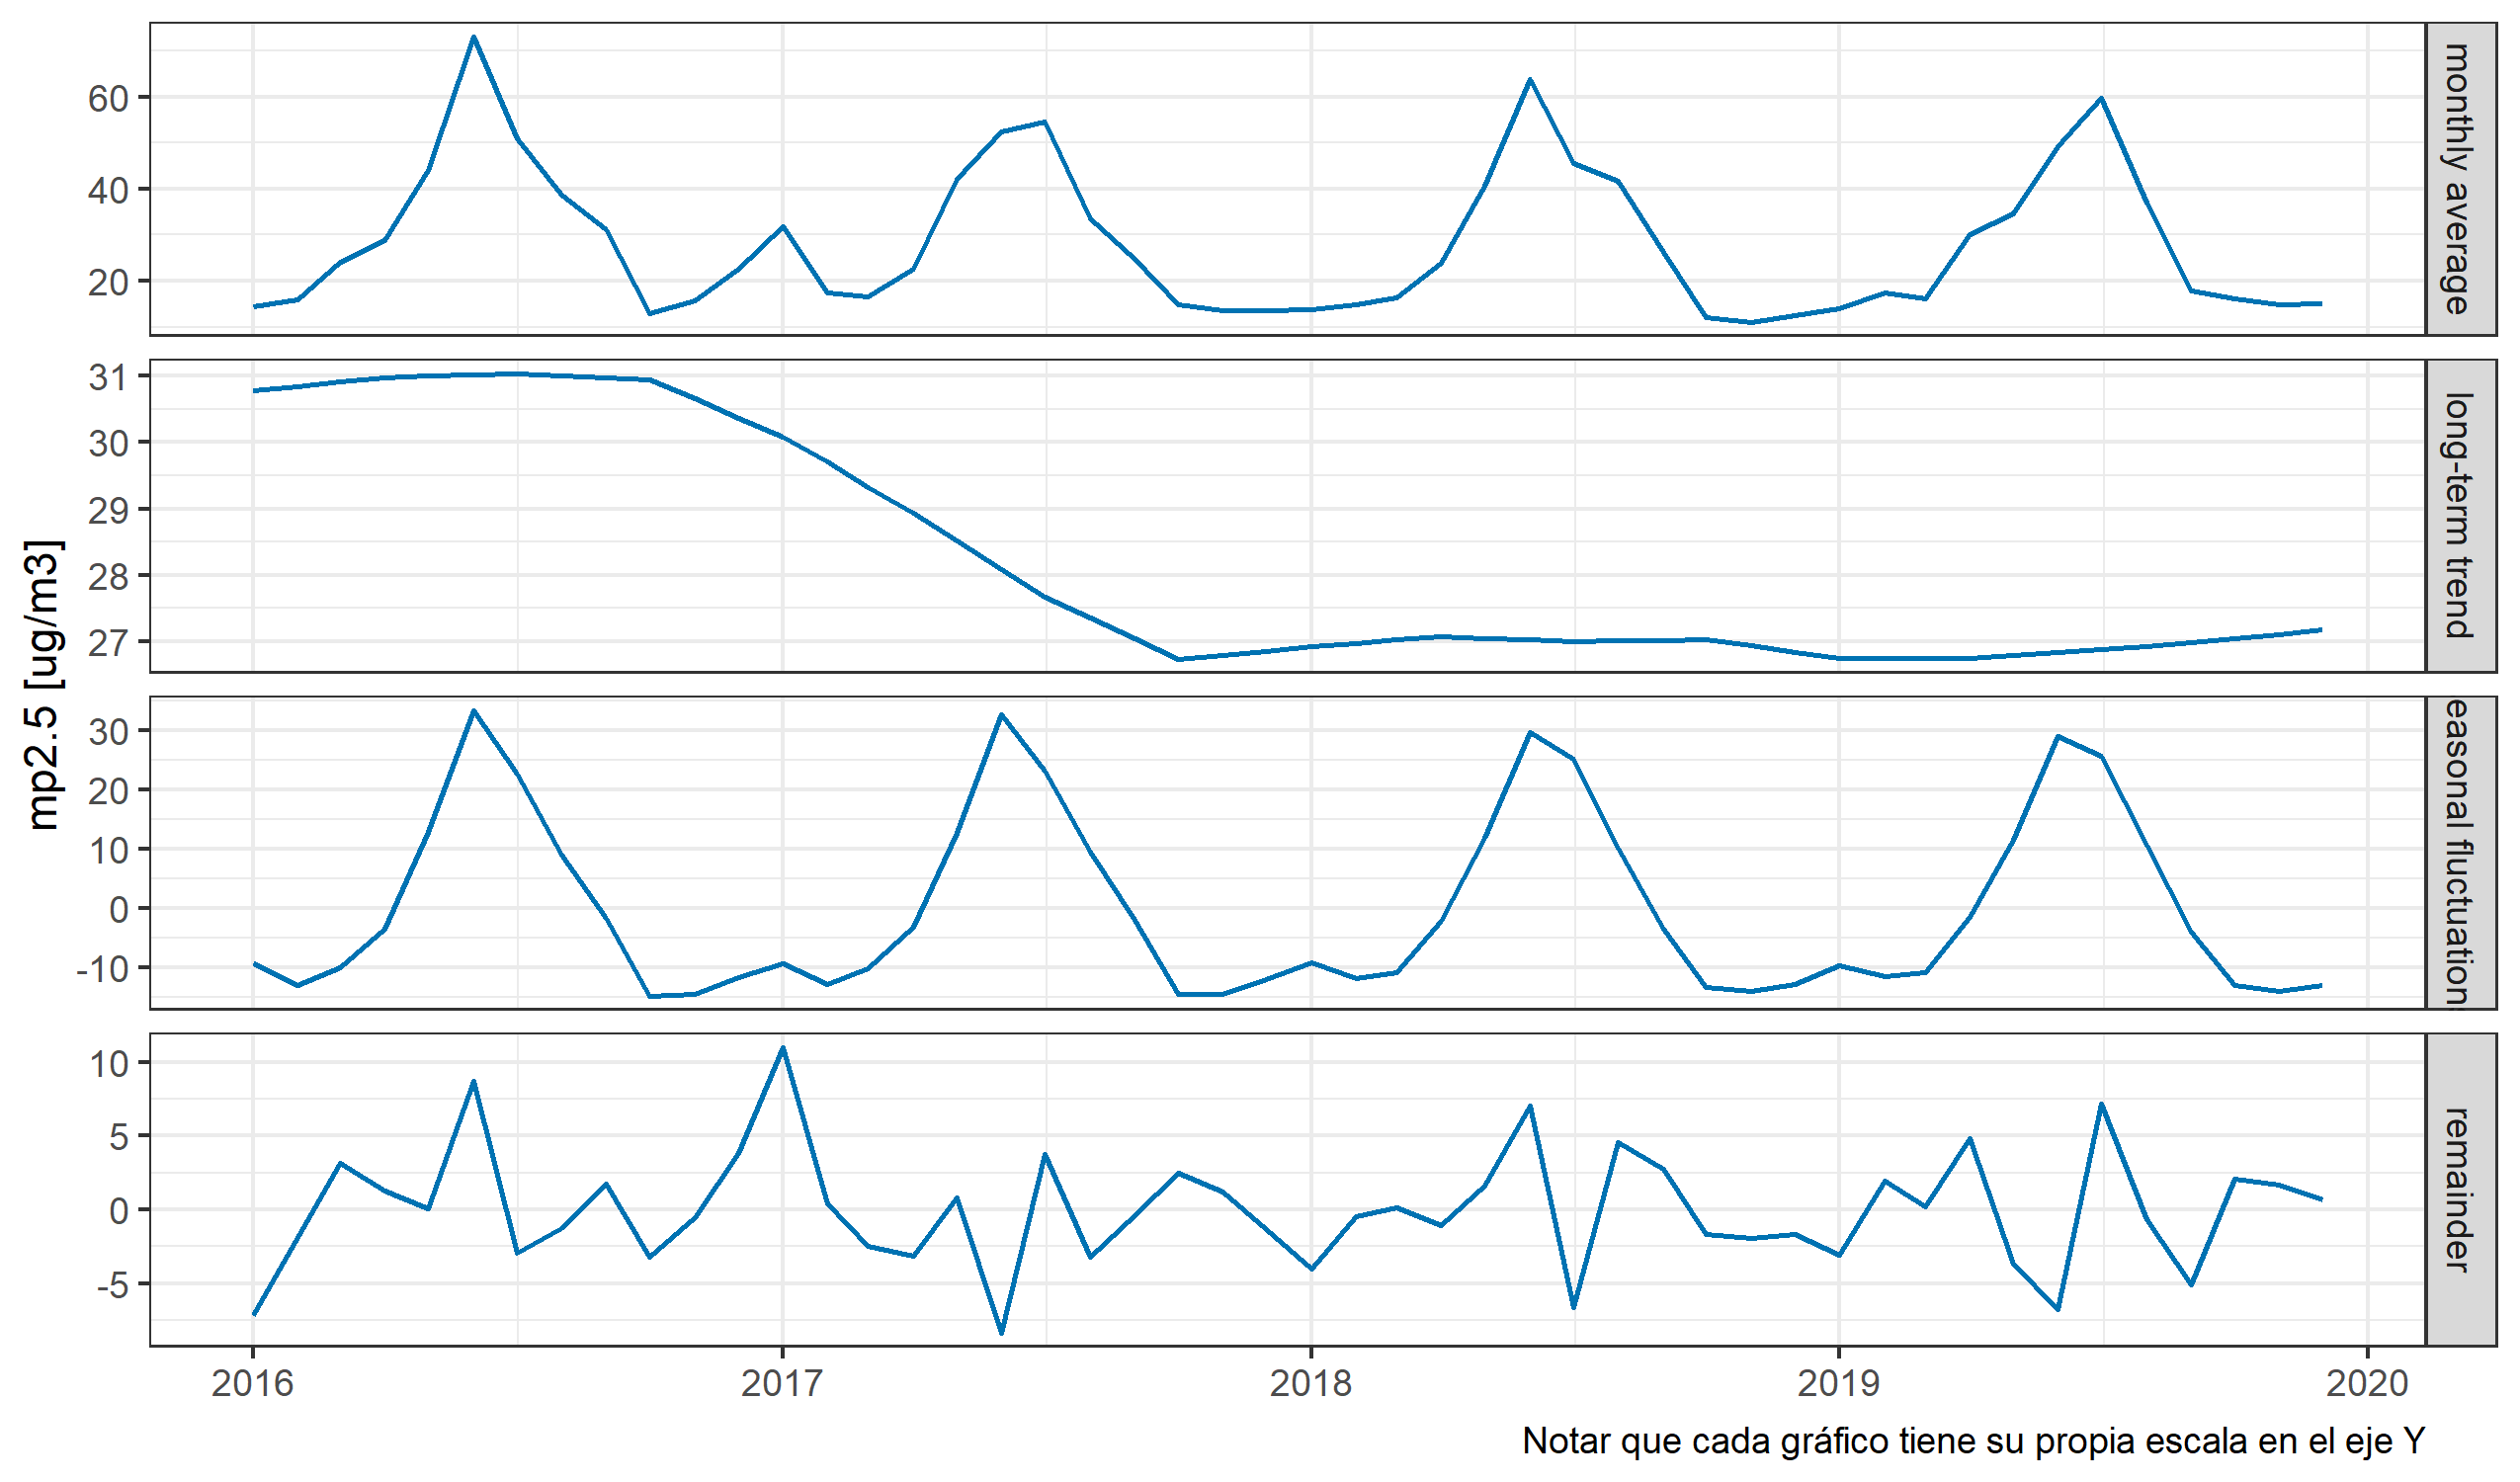 mp2.5 [ug/m3]
60
40
20
monthly average
31
30
29
28
27
long-term trend
30
20
10
0
-10
easonal fluctuation
10
5
0
-5
remainder
2016 2017 2018 2019 2020
Notar que cada gráfico tiene su propia escala en el eje Y